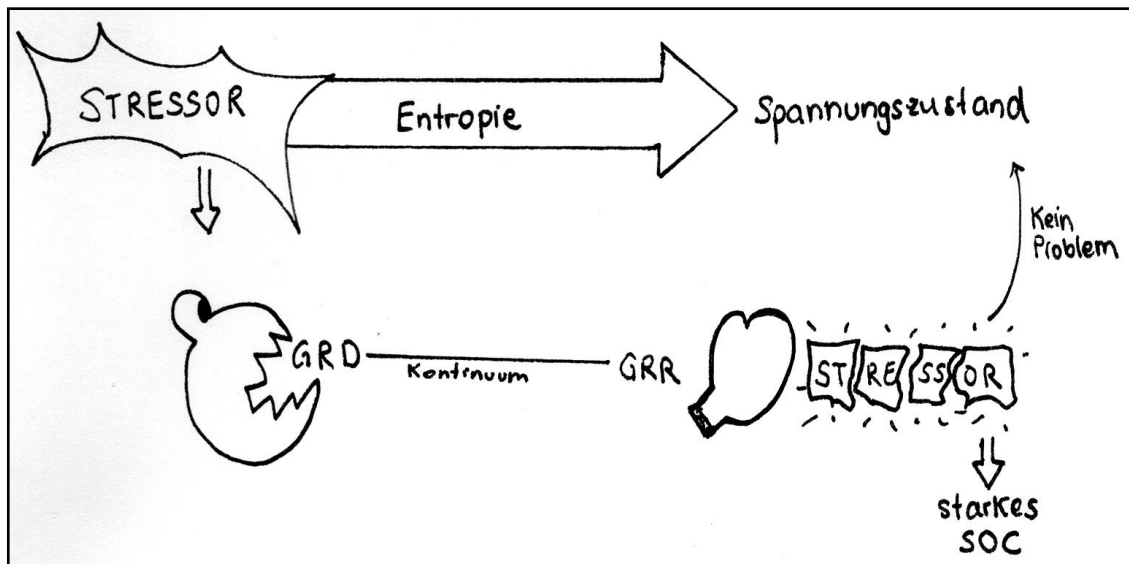 STRESSOR
Entropie
Spannungszustand
Kein
Problem
GRD
Kontinuum
GRR
ST RE SS OR
starkes
SOC